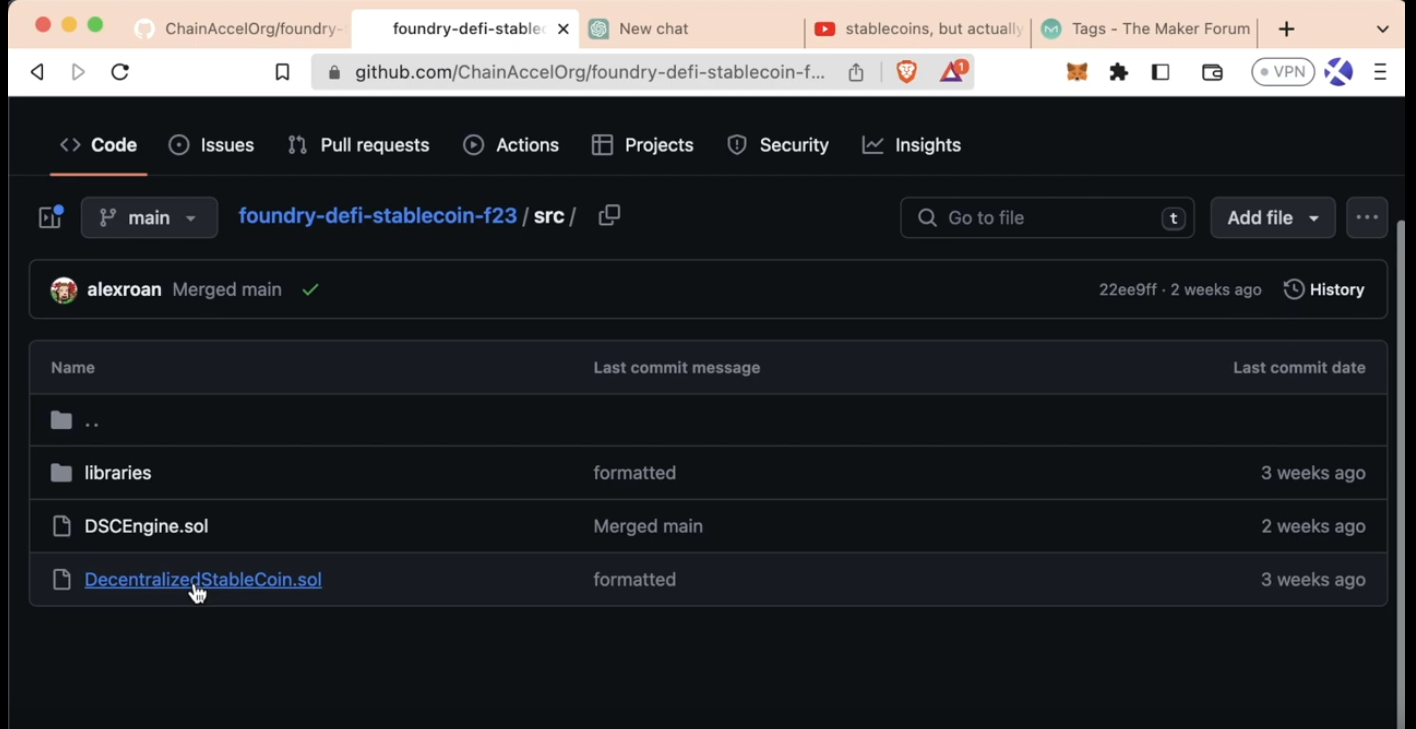 ChainAccelOrg/foundry- foundry-defi-stablec New chat stablecoins, but actually Tags - The Maker Forum
github.com/ChainAccelOrg/foundry-defi-stablecoin-f... 1 VPN
Code Issues Pull requests Actions Projects Security Insights
main foundry-defi-stablecoin-f23 / src / Go to file t Add file ...
alexroan Merged main 22ee9ff · 2 weeks ago History
Name Last commit message Last commit date
..
libraries formatted 3 weeks ago
DSCEngine.sol Merged main 2 weeks ago
DecentralizedStableCoin.sol formatted 3 weeks ago